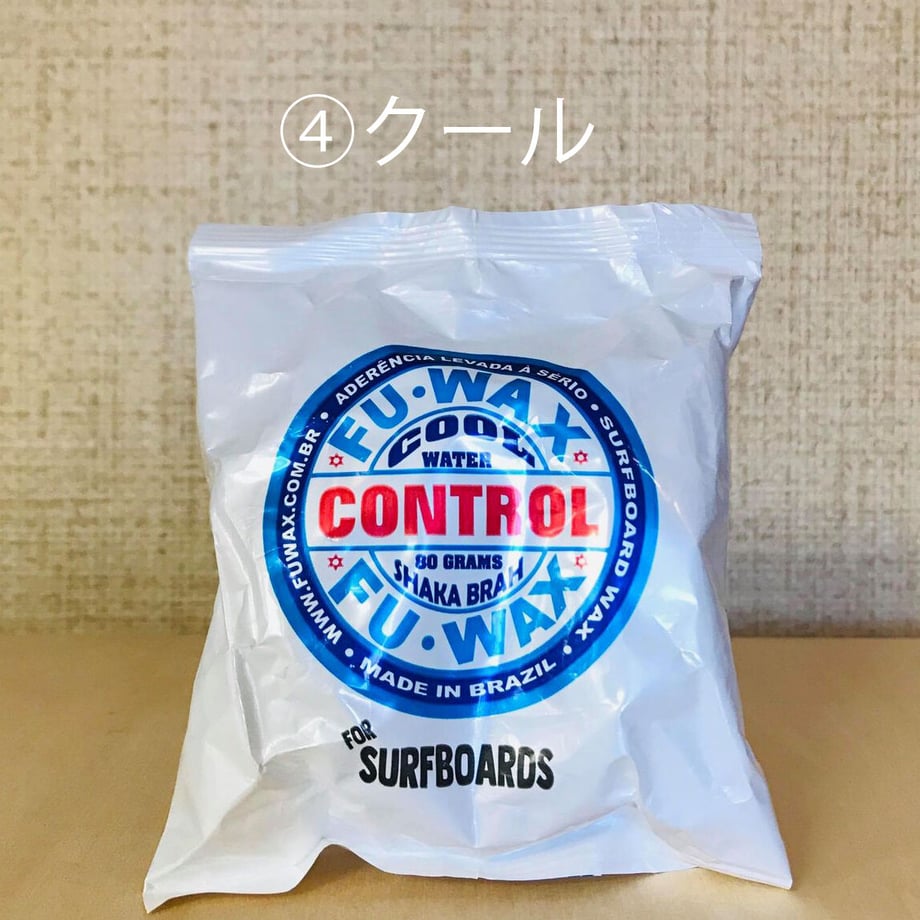 ④クール
WWW.FUWAX.COM.BR • ADERÊNCIA LEVADA À SÉRIO • SURFBOARD WAX • MADE IN BRAZIL •
FU•WAX
COOL
WATER
CONTROL
80 GRAMS
SHAKA BRAH
FU•WAX
FOR
SURFBOARDS